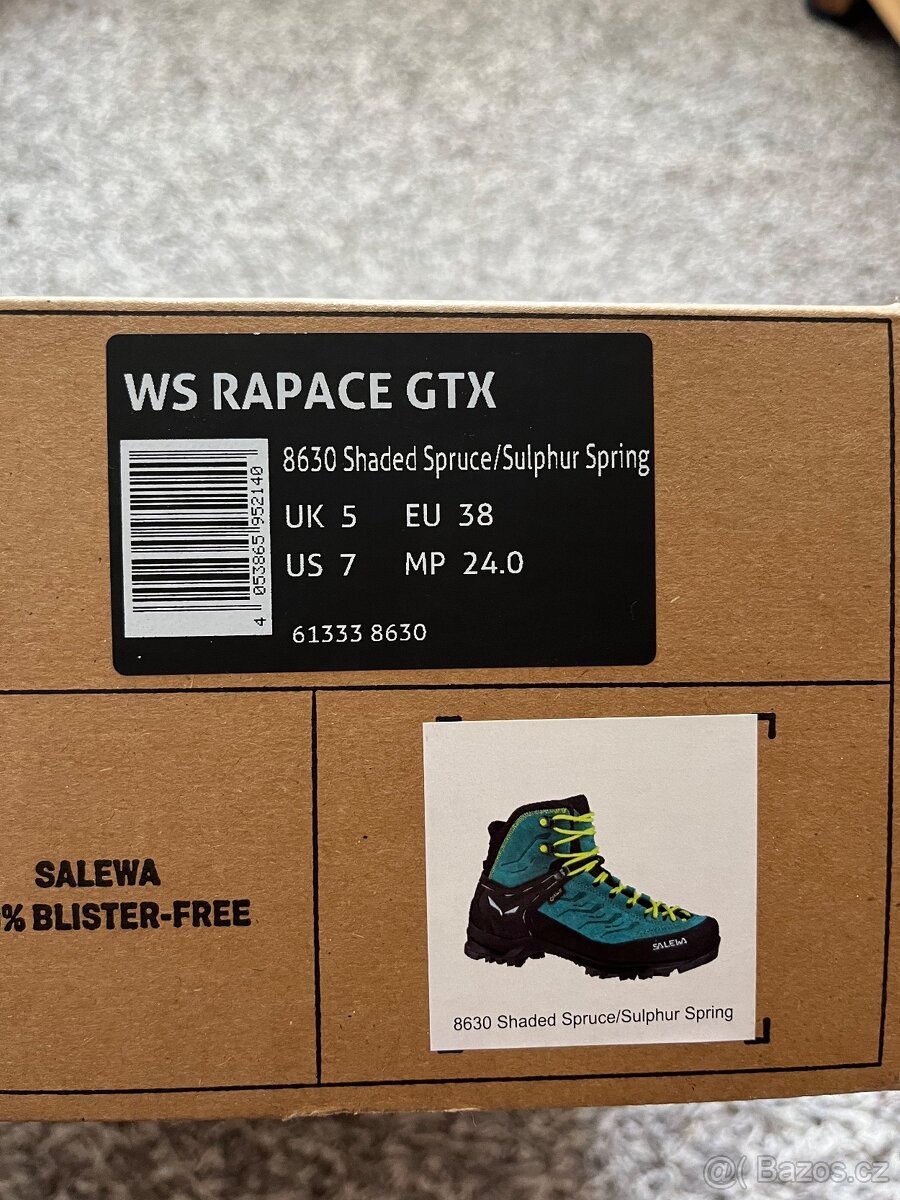 WS RAPACE GTX
8630 Shaded Spruce/Sulphur Spring
UK 5 EU 38
US 7 MP 24.0
61333 8630
4 053865 952140
SALEWA
% BLISTER-FREE
SALEWA
8630 Shaded Spruce/Sulphur Spring
@( Bazos.cz